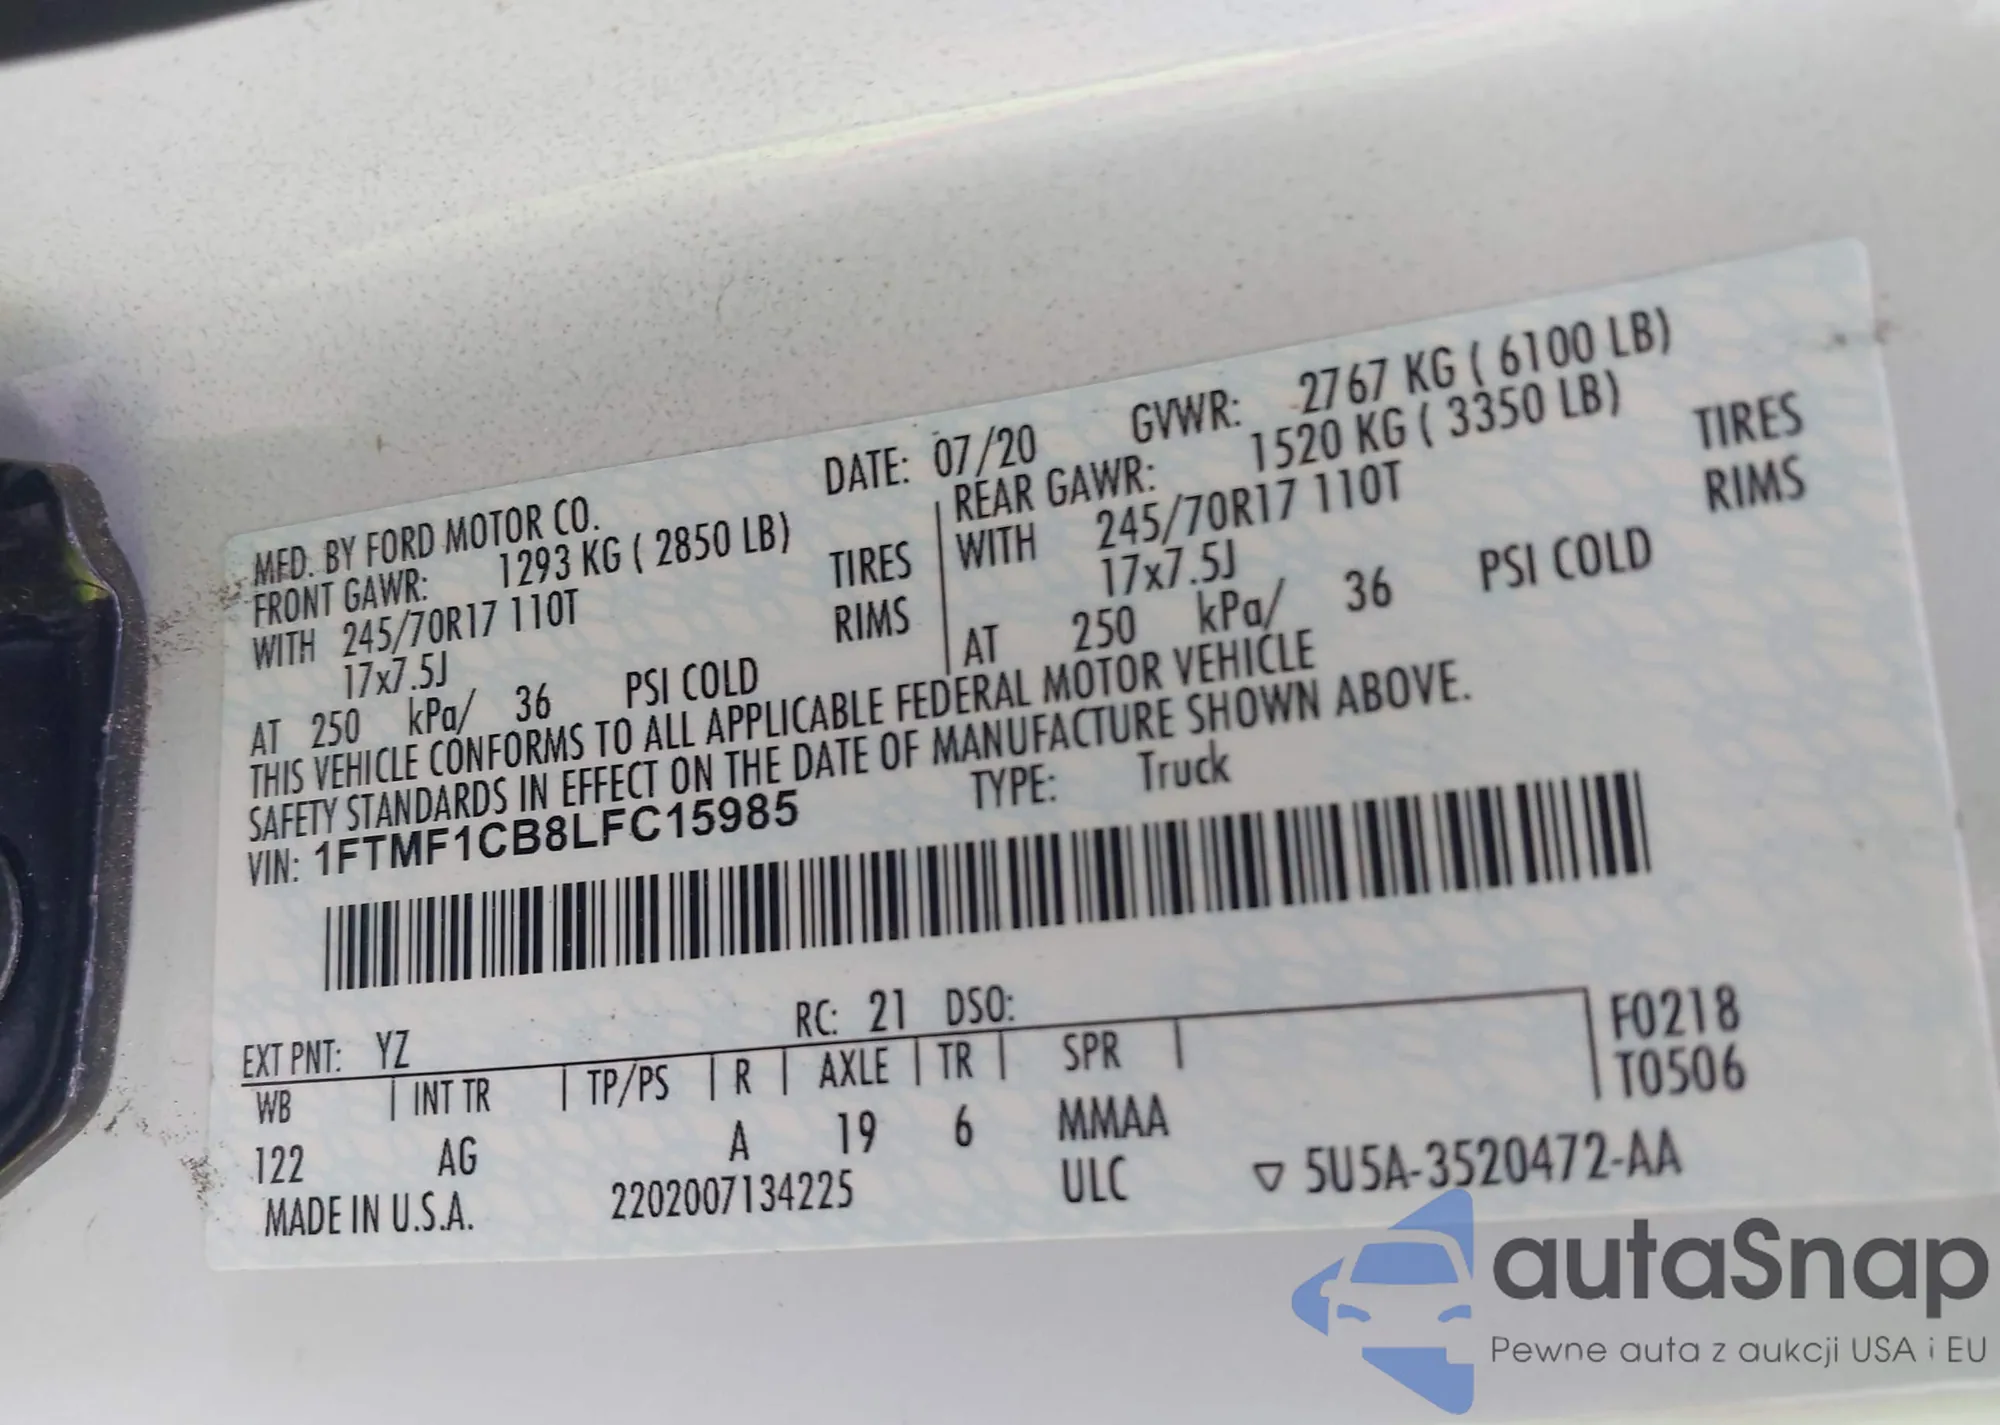 MFD. BY FORD MOTOR CO. DATE: 07/20 GVWR: 2767 KG ( 6100 LB)
FRONT GAWR: 1293 KG ( 2850 LB) REAR GAWR: 1520 KG ( 3350 LB)
WITH 245/70R17 110T TIRES WITH 245/70R17 110T TIRES
17x7.5J RIMS 17x7.5J RIMS
AT 250 kPa/ 36 PSI COLD AT 250 kPa/ 36 PSI COLD
THIS VEHICLE CONFORMS TO ALL APPLICABLE FEDERAL MOTOR VEHICLE
SAFETY STANDARDS IN EFFECT ON THE DATE OF MANUFACTURE SHOWN ABOVE.
VIN: 1FTMF1CB8LFC15985 TYPE: Truck
EXT PNT: YZ RC: 21 DSO: F0218
WB INT TR TP/PS R AXLE TR SPR T0506
122 AG A 19 6 MMAA
MADE IN U.S.A. 2202007134225 ULC ▽ 5U5A-3520472-AA
autaSnap
Pewne auta z aukcji USA i EU